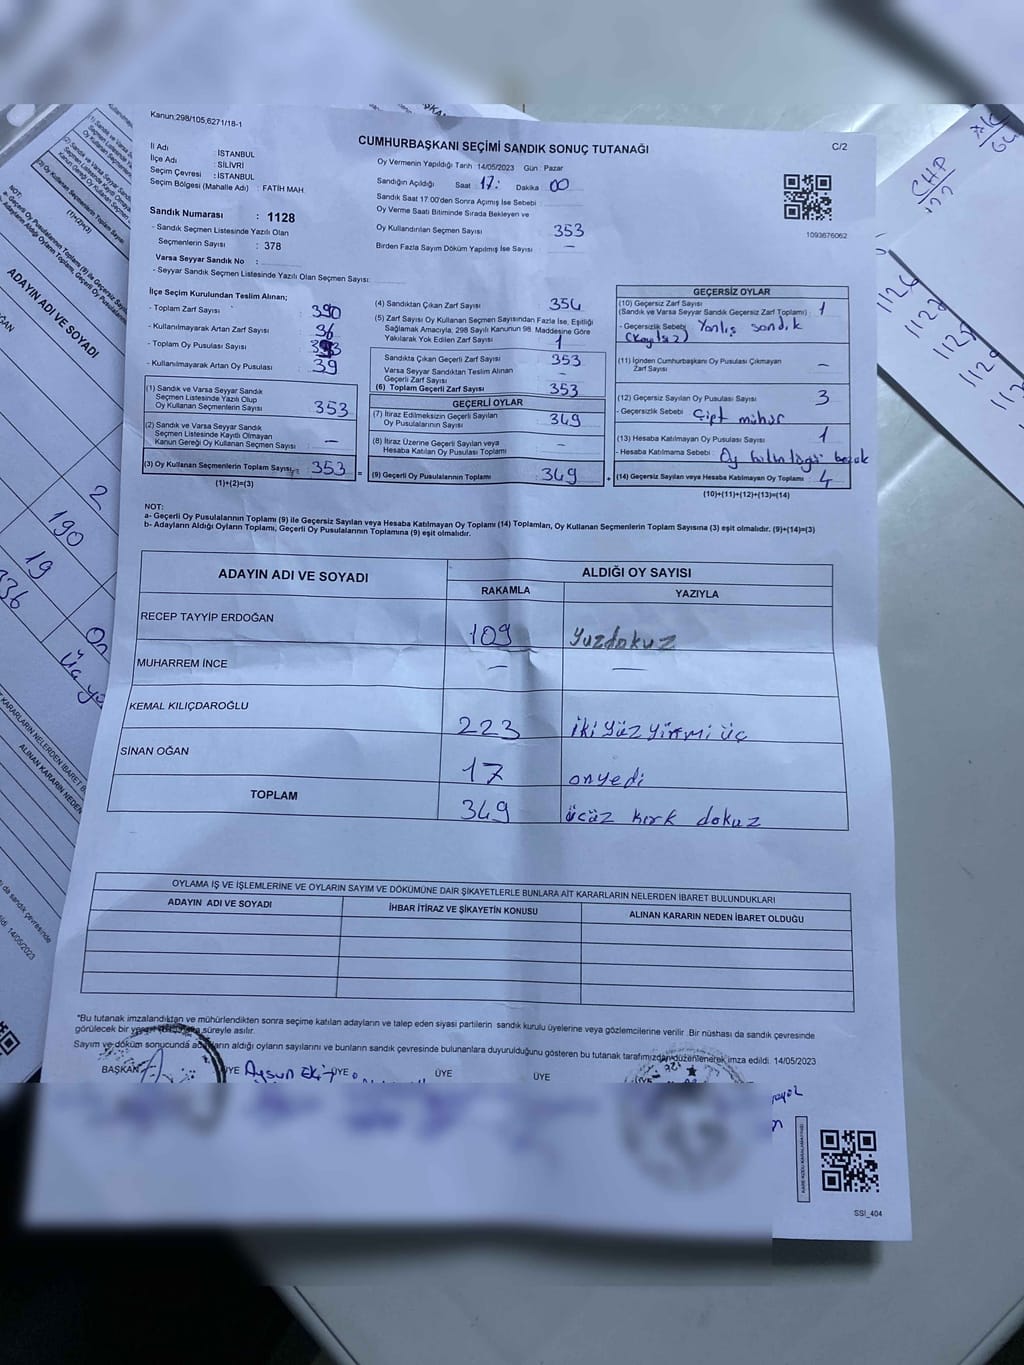 Kanun.298/105,6271/18-1
CUMHURBAŞKANI SEÇİMİ SANDIK SONUÇ TUTANAĞI
C/2
İl Adı : İSTANBUL
İlçe Adı : SİLİVRİ
Seçim Çevresi : İSTANBUL
Seçim Bölgesi (Mahalle Adı) : FATİH MAH
Sandık Numarası : 1128
- Sandık Seçmen Listesinde Yazılı Olan
Seçmenlerin Sayısı : 378
Varsa Seyyar Sandık No :
- Seyyar Sandık Seçmen Listesinde Yazılı Olan Seçmen Sayısı:
Oy Vermenin Yapıldığı Tarih :14/05/2023 Gün : Pazar
Sandığın Açıldığı Saat 17: Dakika 00
Sandık Saat 17.00'den Sonra Açımış İse Sebebi :
Oy Verme Saati Bitiminde Sırada Bekleyen ve
Oy Kullandırılan Seçmen Sayısı 353
Birden Fazla Sayım Döküm Yapılmış İse Sayısı —
1093676062
İlçe Seçim Kurulundan Teslim Alınan;
- Toplam Zarf Sayısı : 390
- Kullanılmayarak Artan Zarf Sayısı : 36
- Toplam Oy Pusulası Sayısı :
- Kullanılmayarak Artan Oy Pusulası : 39
(1) Sandık ve Varsa Seyyar Sandık
Seçmen Listesinde Yazılı Olup
Oy Kullanan Seçmenlerin Sayısı : 353
(2) Sandık ve Varsa Seyyar Sandık
Seçmen Listesinde Kayıtlı Olmayan
Kanun Gereği Oy Kullanan Seçmen Sayısı : —
(3) Oy Kullanan Seçmenlerin Toplam Sayısı : 353 =
(1)+(2)=(3)
(4) Sandıktan Çıkan Zarf Sayısı 354
(5) Zarf Sayısı Oy Kullanan Seçmen Sayısından Fazla İse, Eşitliği
Sağlamak Amacıyla, 298 Sayılı Kanunun 98. Maddesine Göre
Yakılarak Yok Edilen Zarf Sayısı 1
Sandıkta Çıkan Geçerli Zarf Sayısı 353
Varsa Seyyar Sandıktan Teslim Alınan
Geçerli Zarf Sayısı —
(6) Toplam Geçerli Zarf Sayısı 353
GEÇERLİ OYLAR
(7) İtiraz Edilmeksizin Geçerli Sayılan
Oy Pusulasının Sayısı 349
(8) İtiraz Üzerine Geçerli Sayılan veya
Hesaba Katılan Oy Pusulası Toplamı —
(9) Geçerli Oy Pusulalarının Toplamı 349 +
GEÇERSİZ OYLAR
(10) Geçersiz Zarf Sayısı
(Sandık ve Varsa Seyyar Sandık Geçersiz Zarf Toplamı) : 1
- Geçersizlik Sebebi Yanlış sandık
(11) İçinden Cumhurbaşkanı Oy Pusulası Çıkmayan
Zarf Sayısı —
(12) Geçersiz Sayılan Oy Pusulası Sayısı 3
- Geçersizlik Sebebi Çift mühür
(13) Hesaba Katılmayan Oy Pusulası Sayısı 1
- Hesaba Katılmama Sebebi : Oy
(14) Geçersiz Sayılan veya Hesaba Katılmayan Oy Toplamı : 4
(10)+(11)+(12)+(13)=(14)
NOT:
a- Geçerli Oy Pusulalarının Toplamı (9) ile Geçersiz Sayılan veya Hesaba Katılmayan Oy Toplamı (14) Toplamları, Oy Kullanan Seçmenlerin Toplam Sayısına (3) eşit olmalıdır. (9)+(14)=(3)
b- Adayların Aldığı Oyların Toplamı, Geçerli Oy Pusulalarının Toplamına (9) eşit olmalıdır.
ADAYIN ADI VE SOYADI
ALDIĞI OY SAYISI
RAKAMLA YAZIYLA
RECEP TAYYİP ERDOĞAN 109 Yüzdokuz
MUHARREM İNCE — —
KEMAL KILIÇDAROĞLU 223 iki yüz yirmi üç
SİNAN OĞAN 17 onyedi
TOPLAM 349 ücüz kırk dokuz
OYLAMA İŞ VE İŞLEMLERİNE VE OYLARIN SAYIM VE DÖKÜMÜNE DAİR ŞİKAYETLERLE BUNLARA AİT KARARLARIN NELERDEN İBARET BULUNDUKLARI
ADAYIN ADI VE SOYADI İHBAR İTİRAZ VE ŞİKAYETİN KONUSU ALINAN KARARIN NEDEN İBARET OLDUĞU
*Bu tutanak imzalandıktan ve mühürlendikten sonra seçime katılan adayların ve talep eden siyasi partilerin sandık kurulu üyelerine veya gözlemcilerine verilir. Bir nüshası da sandık çevresinde
görülecek bir yere süreyle asılır.
Sayım ve döküm sonucunda adayların aldığı oyların sayılarını ve bunların sandık çevresinde bulunanlara duyurulduğunu gösteren bu tutanak tarafımızdan düzenlenerek imza edildi. 14/05/2023
BAŞKAN ÜYE Aysun ÜYE ÜYE ÜYE
SSI_404
ADAYIN ADI VE SOYADI
2
190
19
336
On
CHP
1126
1128